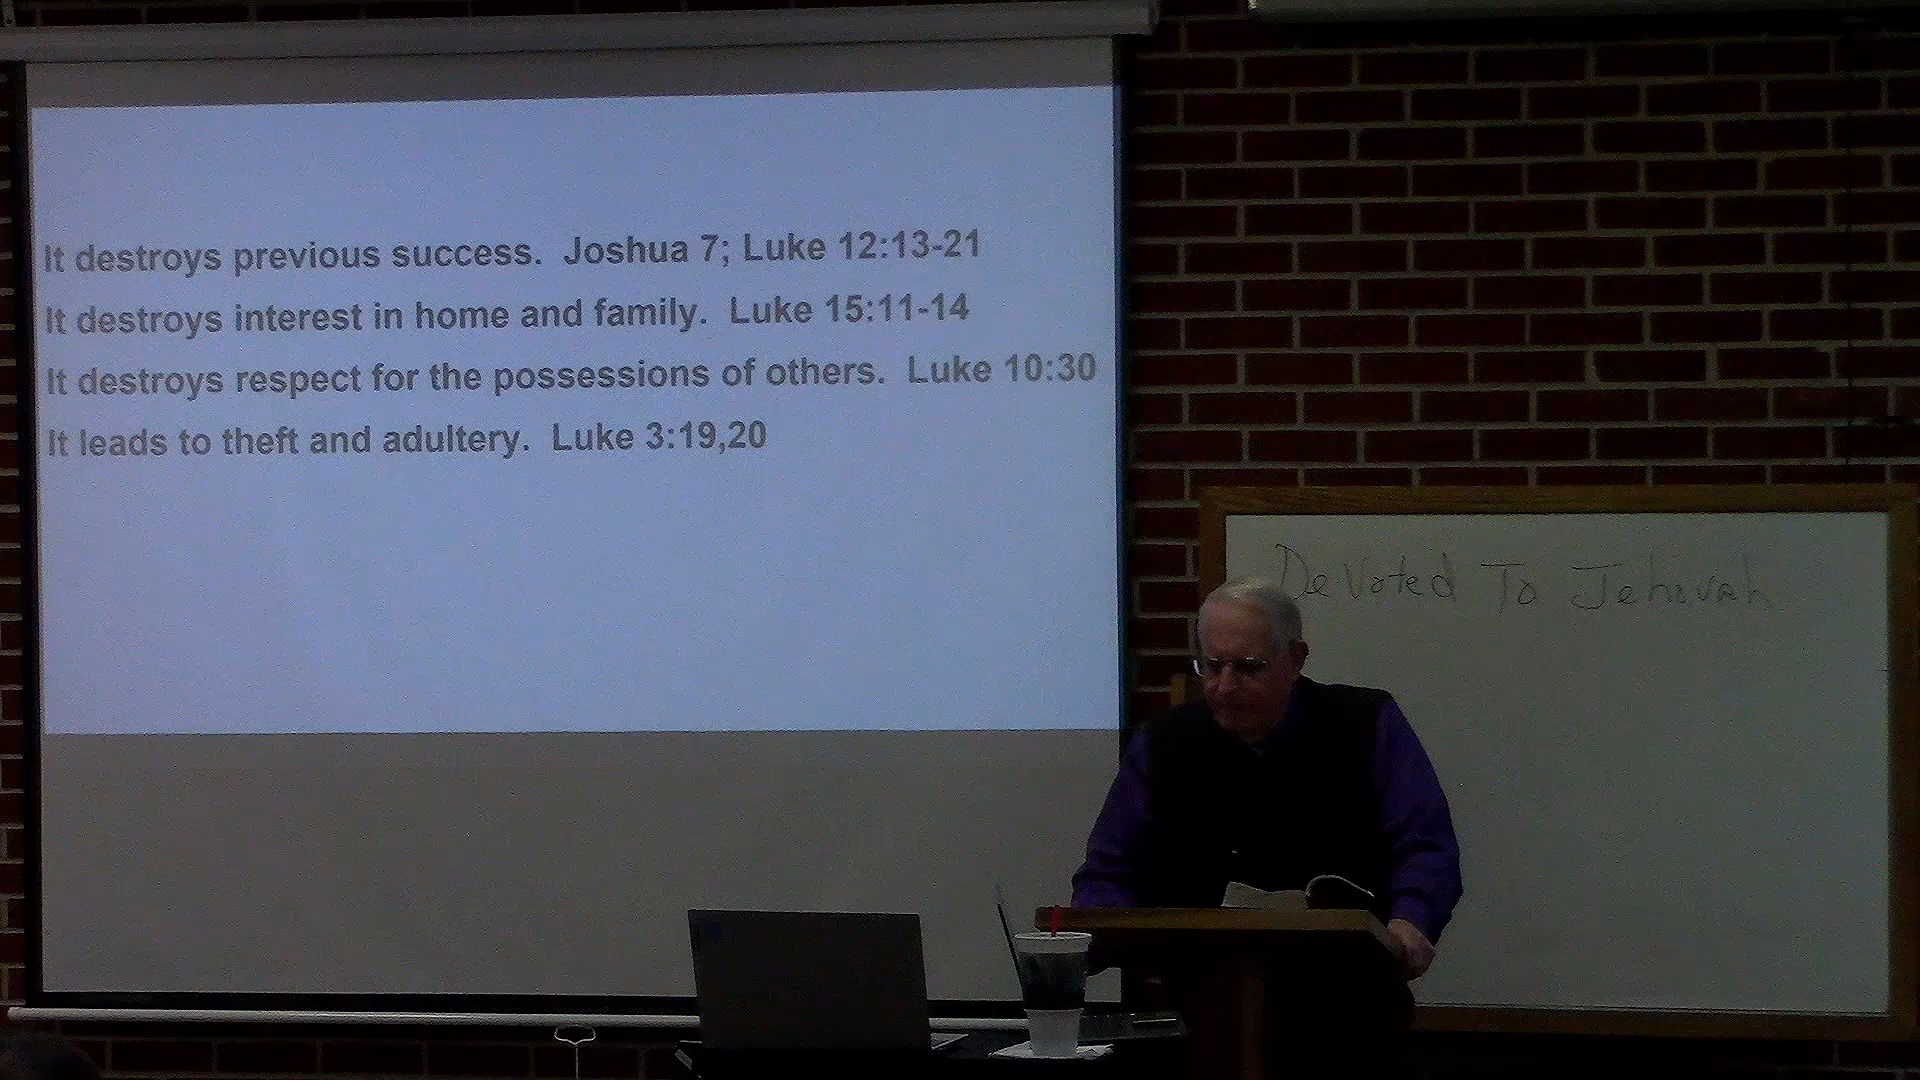 It destroys previous success.  Joshua 7; Luke 12:13-21
It destroys interest in home and family.  Luke 15:11-14
It destroys respect for the possessions of others.  Luke 10:30
It leads to theft and adultery.  Luke 3:19,20
DeVoted To Jehovah